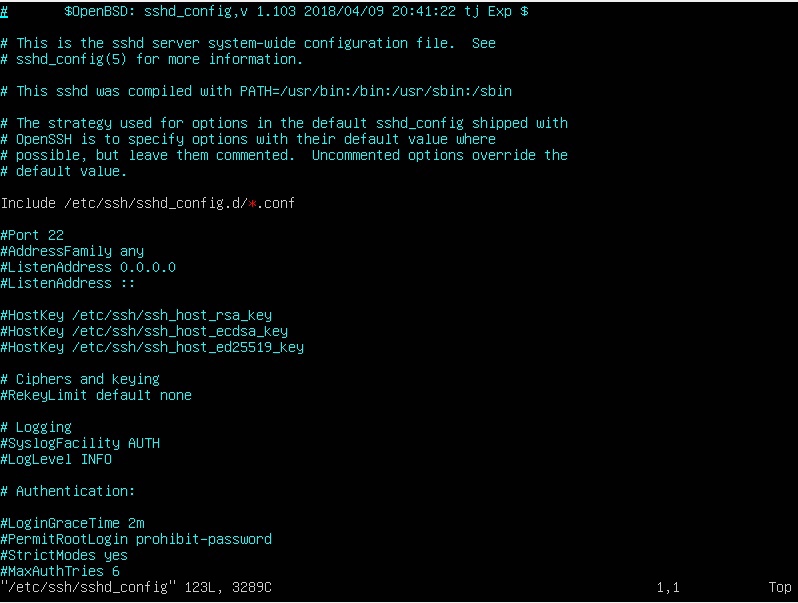 #       $OpenBSD: sshd_config,v 1.103 2018/04/09 20:41:22 tj Exp $
# This is the sshd server system-wide configuration file.  See
# sshd_config(5) for more information.
# This sshd was compiled with PATH=/usr/bin:/bin:/usr/sbin:/sbin
# The strategy used for options in the default sshd_config shipped with
# OpenSSH is to specify options with their default value where
# possible, but leave them commented.  Uncommented options override the
# default value.
Include /etc/ssh/sshd_config.d/*.conf
#Port 22
#AddressFamily any
#ListenAddress 0.0.0.0
#ListenAddress ::
#HostKey /etc/ssh/ssh_host_rsa_key
#HostKey /etc/ssh/ssh_host_ecdsa_key
#HostKey /etc/ssh/ssh_host_ed25519_key
# Ciphers and keying
#RekeyLimit default none
# Logging
#SyslogFacility AUTH
#LogLevel INFO
# Authentication:
#LoginGraceTime 2m
#PermitRootLogin prohibit-password
#StrictModes yes
#MaxAuthTries 6
"/etc/ssh/sshd_config" 123L, 3289C 1,1 Top